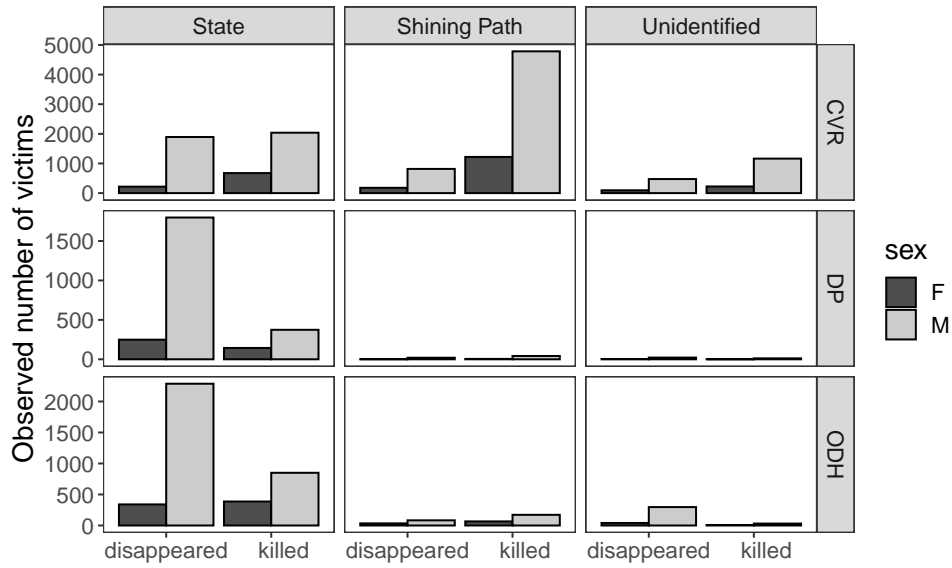 State Shining Path Unidentified
Observed number of victims
5000
4000
3000
2000
1000
0
CVR
1500
1000
500
0
DP
2000
1500
1000
500
0
ODH
disappeared killed disappeared killed disappeared killed
sex
F
M